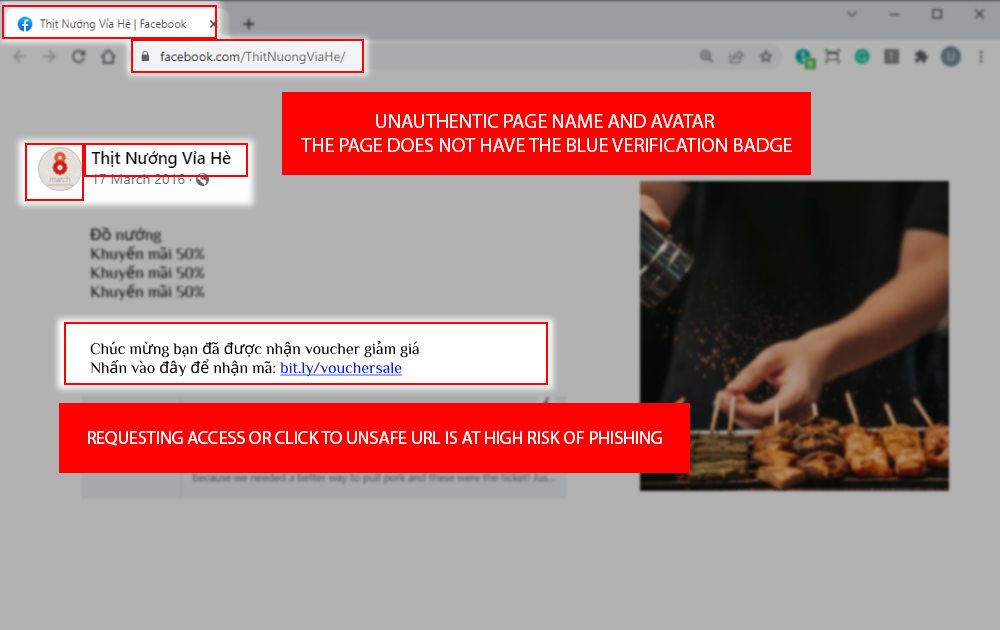 Thịt Nướng Vỉa Hè | Facebook
facebook.com/ThitNuongViaHe/
UNAUTHENTIC PAGE NAME AND AVATAR
THE PAGE DOES NOT HAVE THE BLUE VERIFICATION BADGE
8
march
Thịt Nướng Vỉa Hè
17 March 2016 ·
Đồ nướng
Khuyến mãi 50%
Khuyến mãi 50%
Khuyến mãi 50%
Chúc mừng bạn đã được nhận voucher giảm giá
Nhấn vào đây để nhận mã: bit.ly/vouchersale
REQUESTING ACCESS OR CLICK TO UNSAFE URL IS AT HIGH RISK OF PHISHING
because we needed a better way to pull pork and these were the ticket! Jus...